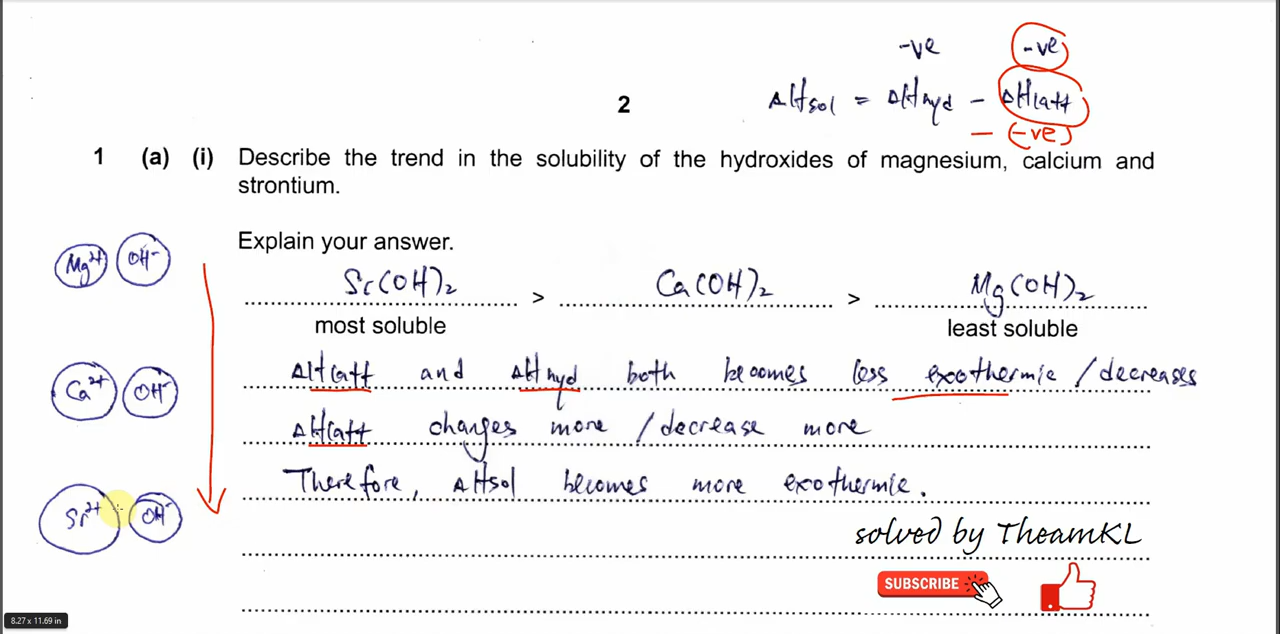 -ve -ve
ΔHsol = ΔHhyd - ΔHlatt
- (-ve)
2
1 (a) (i) Describe the trend in the solubility of the hydroxides of magnesium, calcium and
strontium.
Explain your answer.
Mg²⁺ OH⁻
Sr(OH)₂ > Ca(OH)₂ > Mg(OH)₂
most soluble least soluble
Ca²⁺ OH⁻
ΔHlatt and ΔHhyd both becomes less exothermic / decreases
ΔHlatt changes more / decrease more
Therefore, ΔHsol becomes more exothermic.
Sr²⁺ OH⁻
solved by TheamKL
SUBSCRIBE
8.27 x 11.69 in